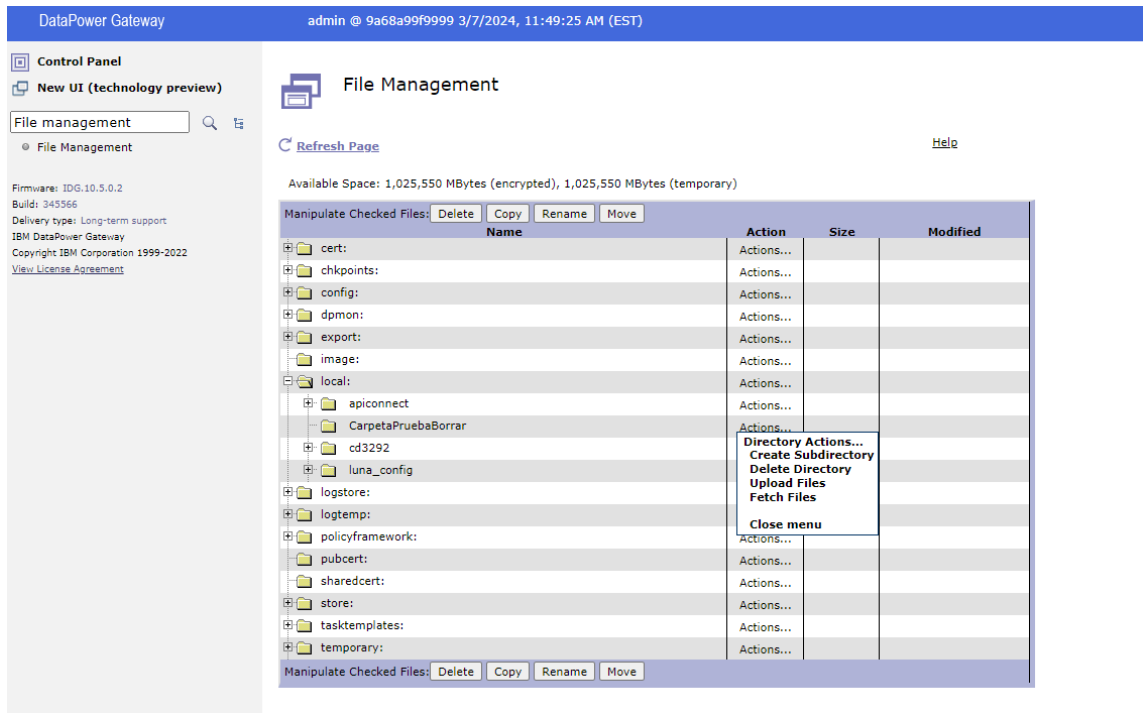 DataPower Gateway admin @ 9a68a99f9999 3/7/2024, 11:49:25 AM (EST)
Control Panel
New UI (technology preview)
File management
File Management
Firmware: IDG.10.5.0.2
Build: 345566
Delivery type: Long-term support
IBM DataPower Gateway
Copyright IBM Corporation 1999-2022
View License Agreement
File Management
Refresh Page Help
Available Space: 1,025,550 MBytes (encrypted), 1,025,550 MBytes (temporary)
Manipulate Checked Files: Delete Copy Rename Move
Name Action Size Modified
cert: Actions...
chkpoints: Actions...
config: Actions...
dpmon: Actions...
export: Actions...
image: Actions...
local: Actions...
apiconnect Actions...
CarpetaPruebaBorrar Actions...
cd3292
luna_config
Directory Actions...
Create Subdirectory
Delete Directory
Upload Files
Fetch Files
Close menu
logstore:
logtemp:
policyframework: Actions...
pubcert: Actions...
sharedcert: Actions...
store: Actions...
tasktemplates: Actions...
temporary: Actions...
Manipulate Checked Files: Delete Copy Rename Move